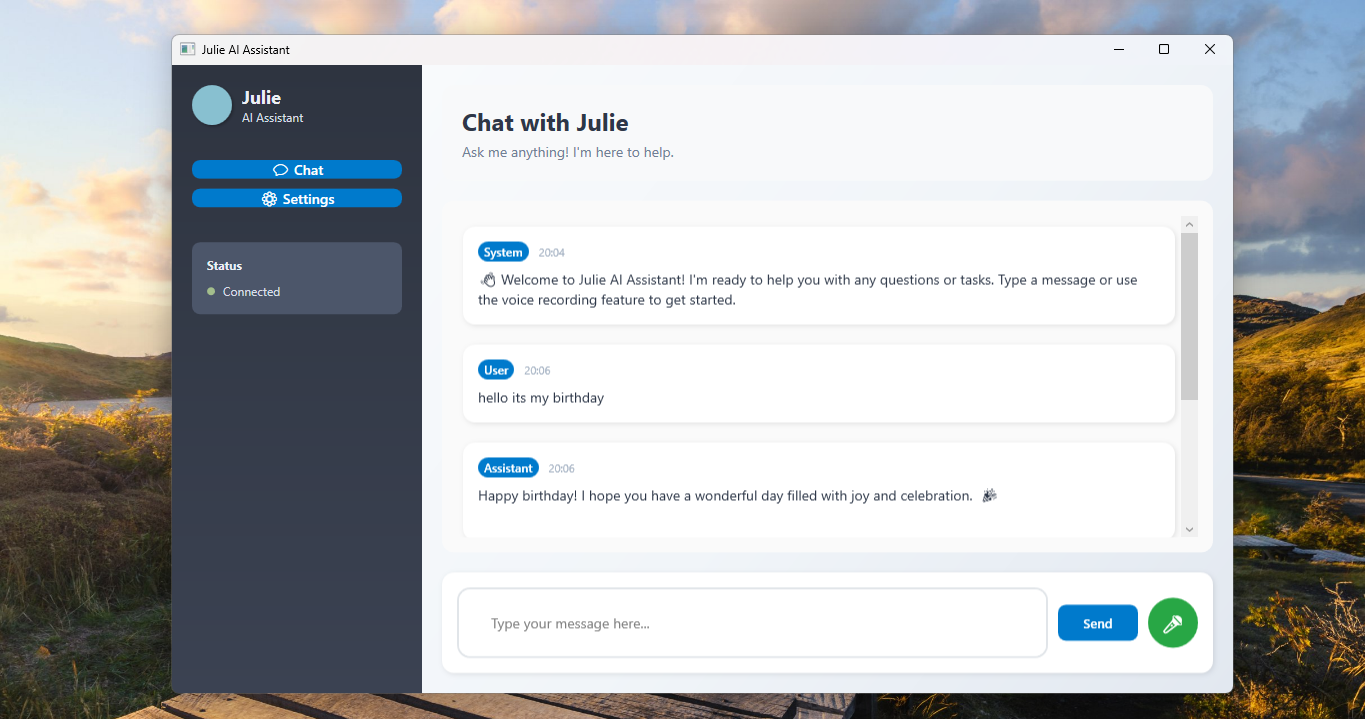 Julie AI Assistant
Julie
AI Assistant
Chat
Settings
Status
Connected
Chat with Julie
Ask me anything! I'm here to help.
System 20:04
👋 Welcome to Julie AI Assistant! I'm ready to help you with any questions or tasks. Type a message or use
the voice recording feature to get started.
User 20:06
hello its my birthday
Assistant 20:06
Happy birthday! I hope you have a wonderful day filled with joy and celebration. 🎉
Type your message here...
Send